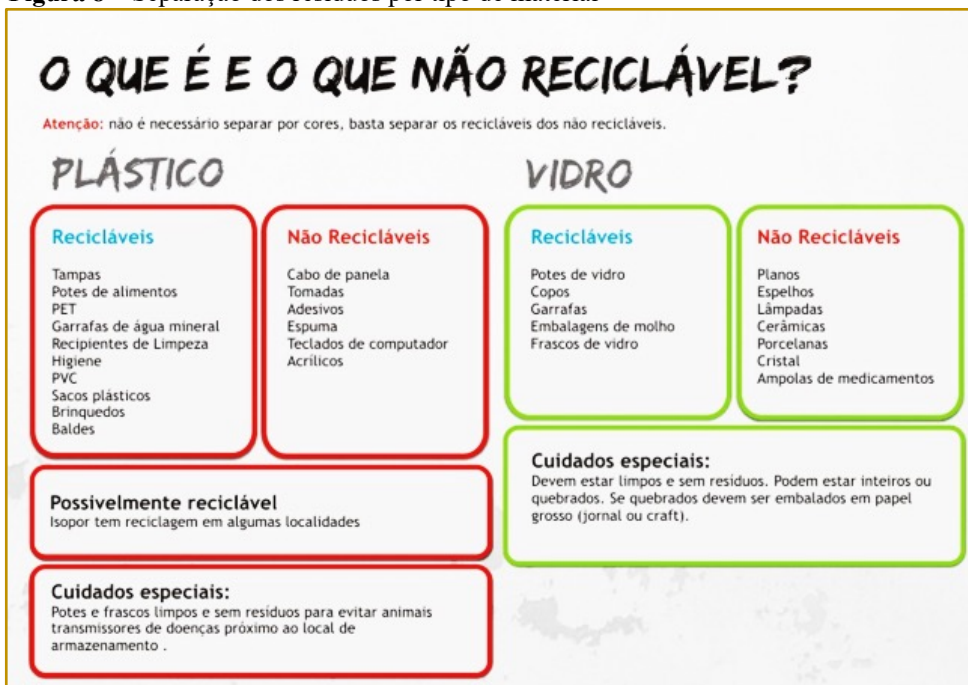 O QUE É E O QUE NÃO RECICLÁVEL?
Atenção: não é necessário separar por cores, basta separar os recicláveis dos não recicláveis.
PLÁSTICO
Recicláveis
Tampas
Potes de alimentos
PET
Garrafas de água mineral
Recipientes de Limpeza
Higiene
PVC
Sacos plásticos
Brinquedos
Baldes
Não Recicláveis
Cabo de panela
Tomadas
Adesivos
Espuma
Teclados de computador
Acrílicos
Possivelmente reciclável
Isopor tem reciclagem em algumas localidades
Cuidados especiais:
Potes e frascos limpos e sem resíduos para evitar animais
transmissores de doenças próximo ao local de
armazenamento .
VIDRO
Recicláveis
Potes de vidro
Copos
Garrafas
Embalagens de molho
Frascos de vidro
Não Recicláveis
Planos
Espelhos
Lâmpadas
Cerâmicas
Porcelanas
Cristal
Ampolas de medicamentos
Cuidados especiais:
Devem estar limpos e sem resíduos. Podem estar inteiros ou
quebrados. Se quebrados devem ser embalados em papel
grosso (jornal ou craft).